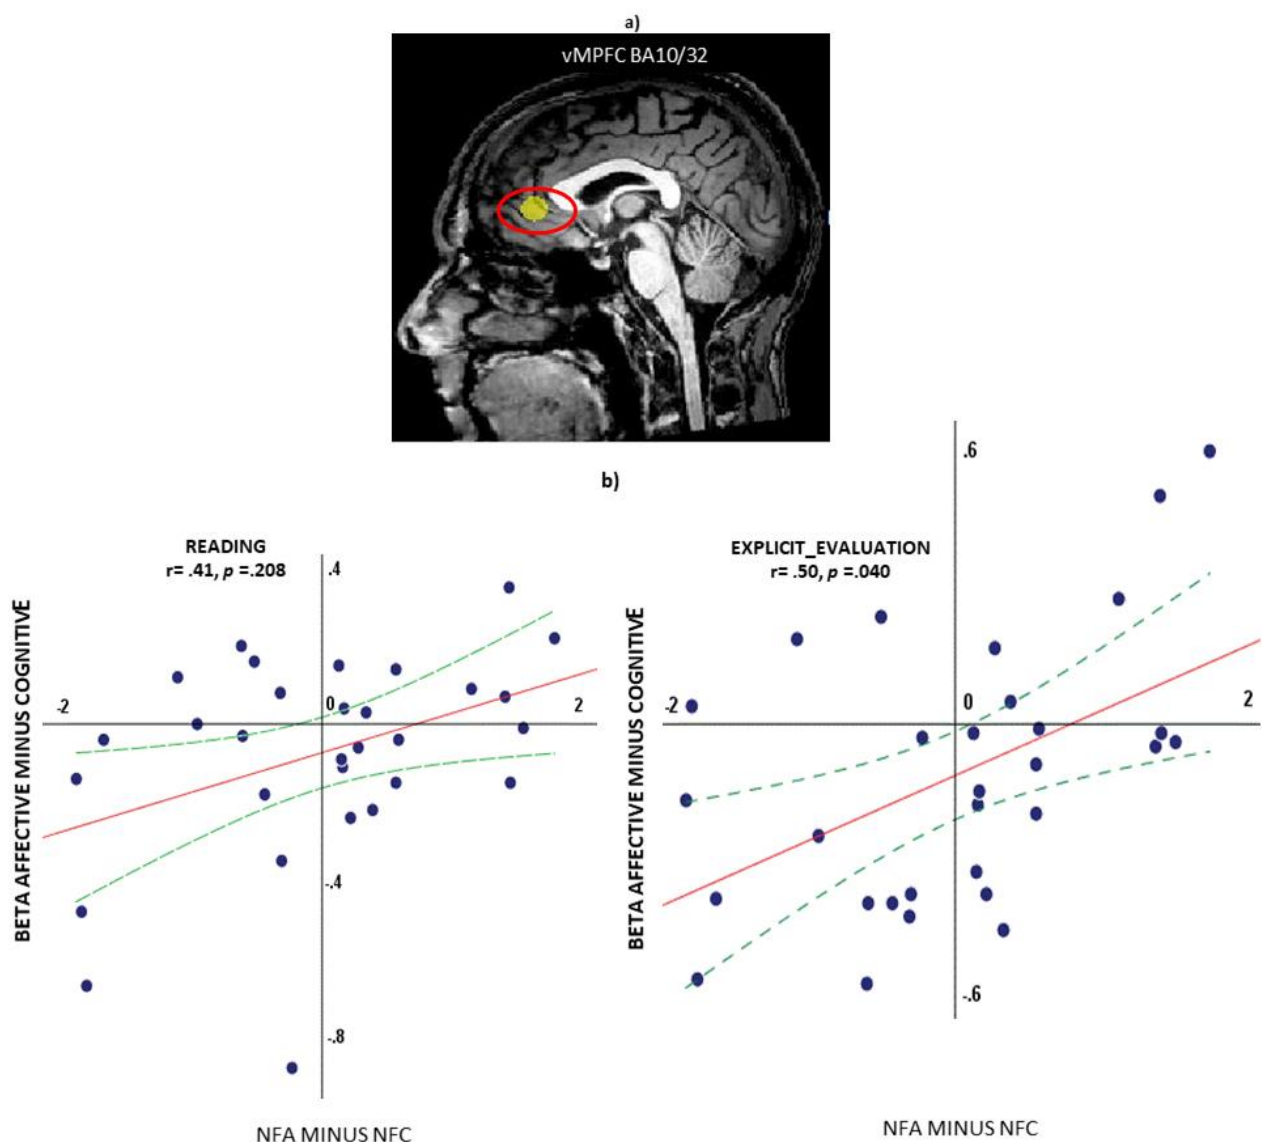 a)
vMPFC BA10/32
b)
READING
r= .41, p =.208
BETA AFFECTIVE MINUS COGNITIVE
.4
-2
0
2
-.4
-.8
NFA MINUS NFC
EXPLICIT_EVALUATION
r= .50, p =.040
BETA AFFECTIVE MINUS COGNITIVE
.6
-2
0
2
-.6
NFA MINUS NFC